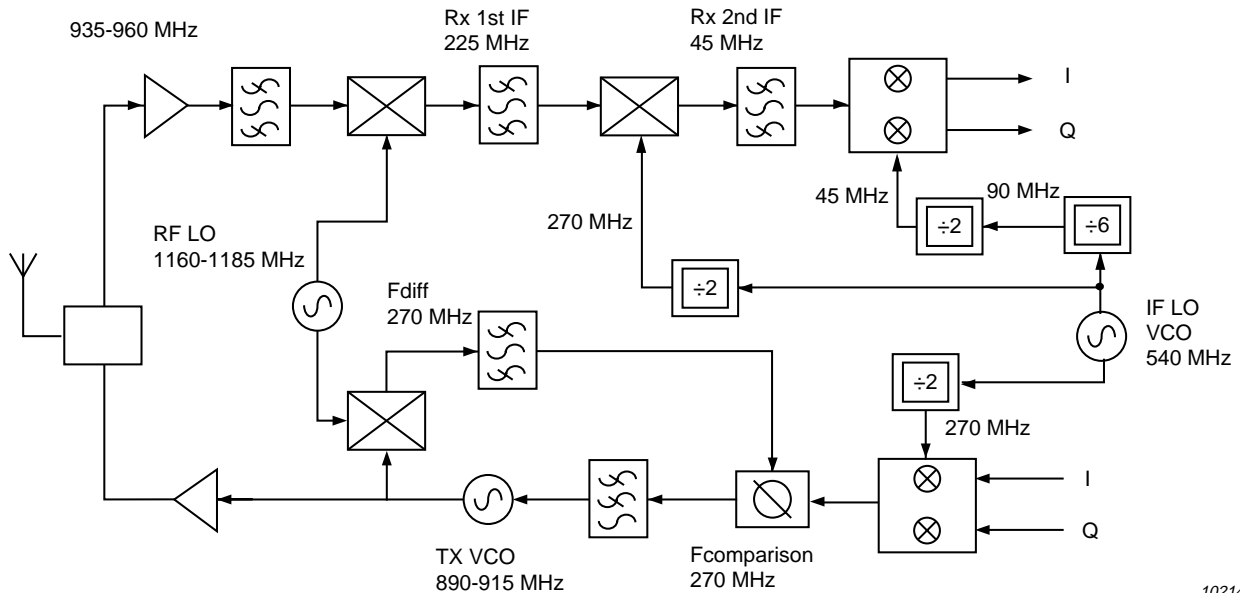 935-960 MHz
Rx 1st IF
225 MHz
Rx 2nd IF
45 MHz
I
Q
45 MHz
90 MHz
÷2
÷6
270 MHz
RF LO
1160-1185 MHz
÷2
Fdiff
270 MHz
IF LO
VCO
540 MHz
÷2
270 MHz
I
Q
TX VCO
890-915 MHz
Fcomparison
270 MHz